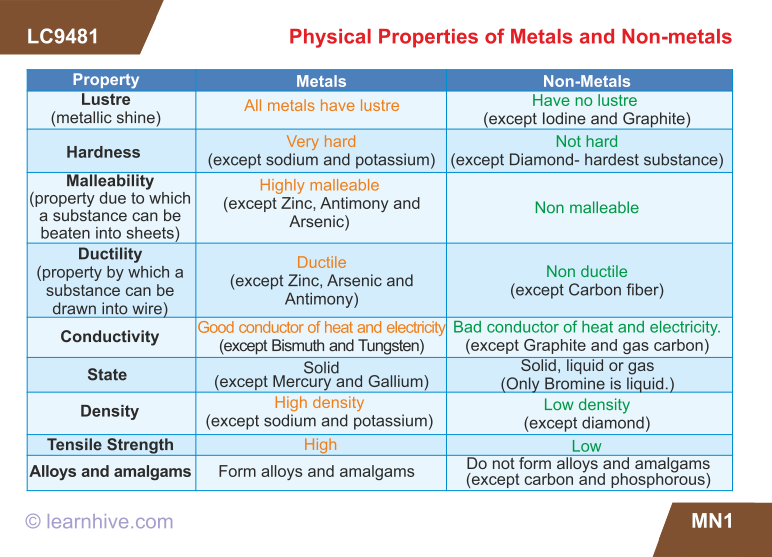 LC9481
Physical Properties of Metals and Non-metals
Property Metals Non-Metals
Lustre
(metallic shine)
All metals have lustre
Have no lustre
(except Iodine and Graphite)
Hardness
Very hard
(except sodium and potassium)
Not hard
(except Diamond- hardest substance)
Malleability
(property due to which
a substance can be
beaten into sheets)
Highly malleable
(except Zinc, Antimony and
Arsenic)
Non malleable
Ductility
(property by which a
substance can be
drawn into wire)
Ductile
(except Zinc, Arsenic and
Antimony)
Non ductile
(except Carbon fiber)
Conductivity
Good conductor of heat and electricity
(except Bismuth and Tungsten)
Bad conductor of heat and electricity.
(except Graphite and gas carbon)
State
Solid
(except Mercury and Gallium)
Solid, liquid or gas
(Only Bromine is liquid.)
Density
High density
(except sodium and potassium)
Low density
(except diamond)
Tensile Strength
High
Low
Alloys and amalgams
Form alloys and amalgams
Do not form alloys and amalgams
(except carbon and phosphorous)
© learnhive.com
MN1